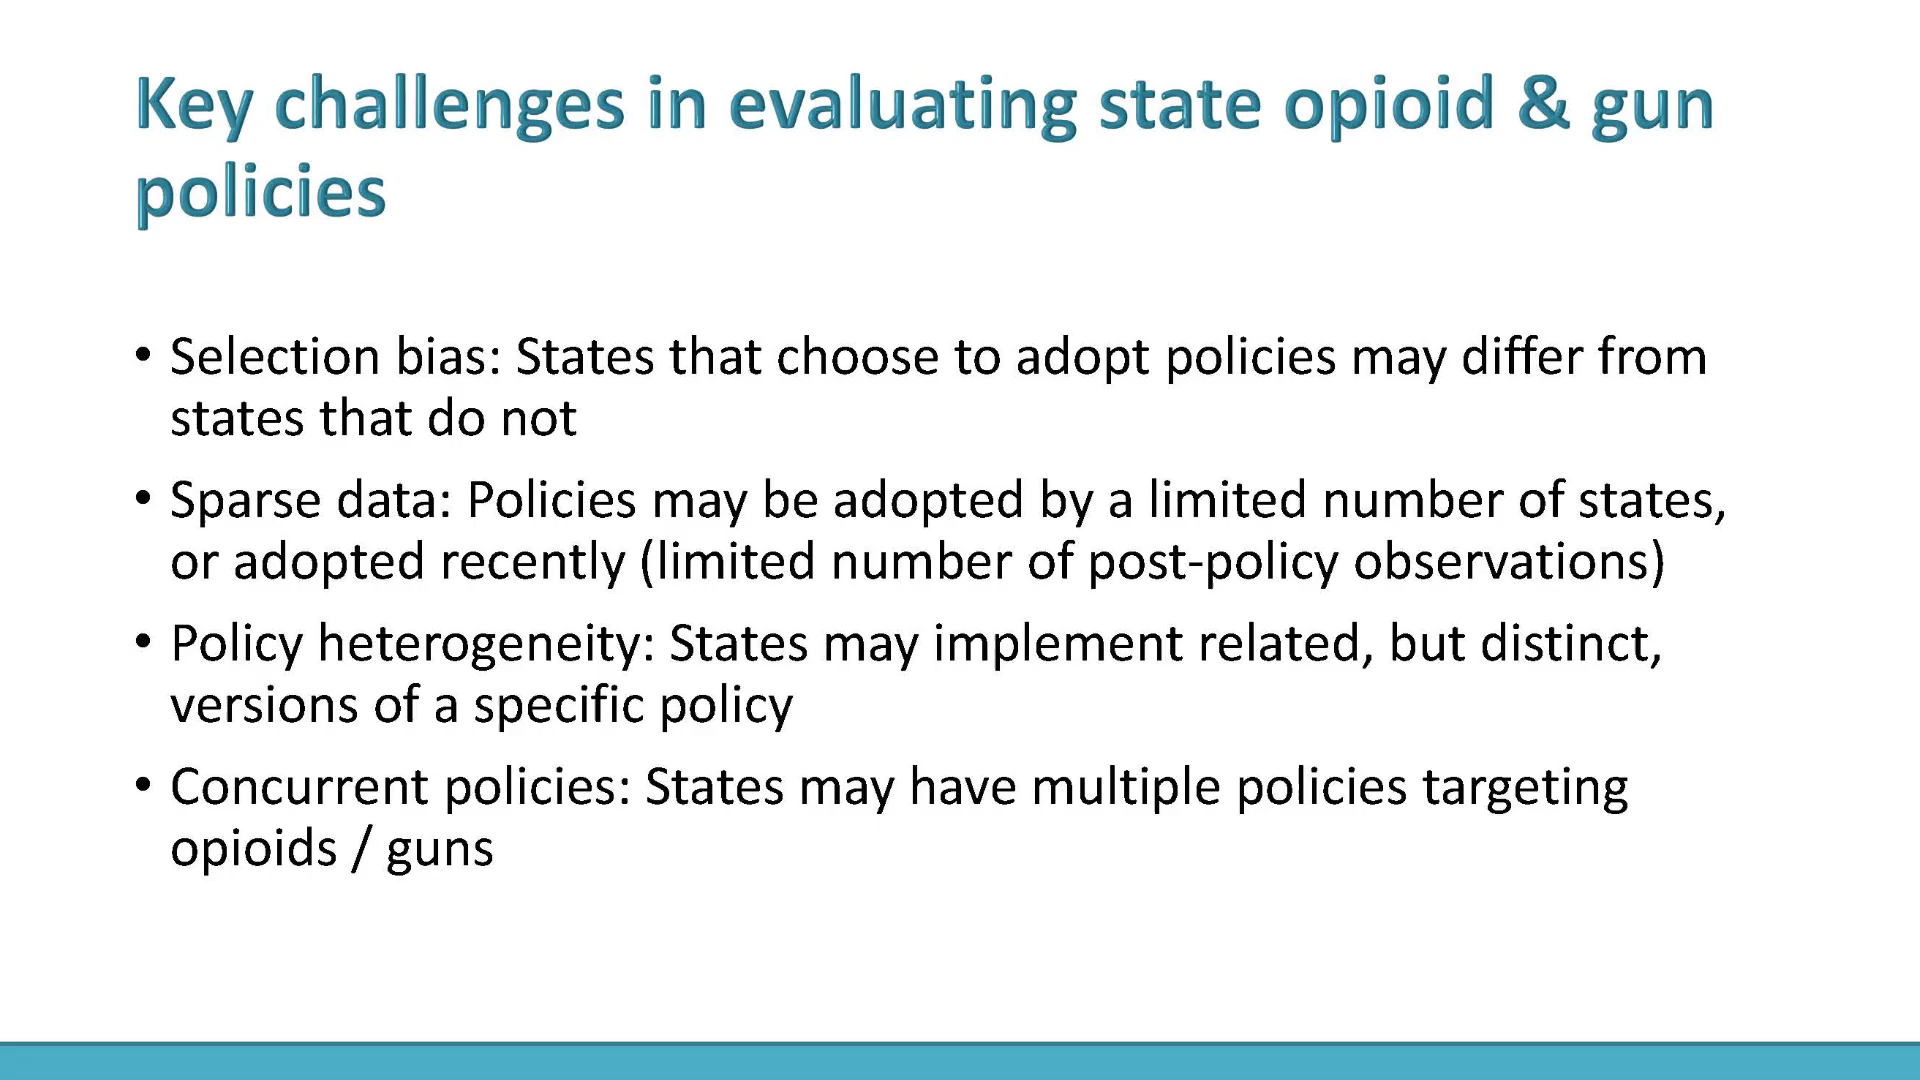 Key challenges in evaluating state opioid & gun
policies
• Selection bias: States that choose to adopt policies may differ from
states that do not
• Sparse data: Policies may be adopted by a limited number of states,
or adopted recently (limited number of post-policy observations)
• Policy heterogeneity: States may implement related, but distinct,
versions of a specific policy
• Concurrent policies: States may have multiple policies targeting
opioids / guns